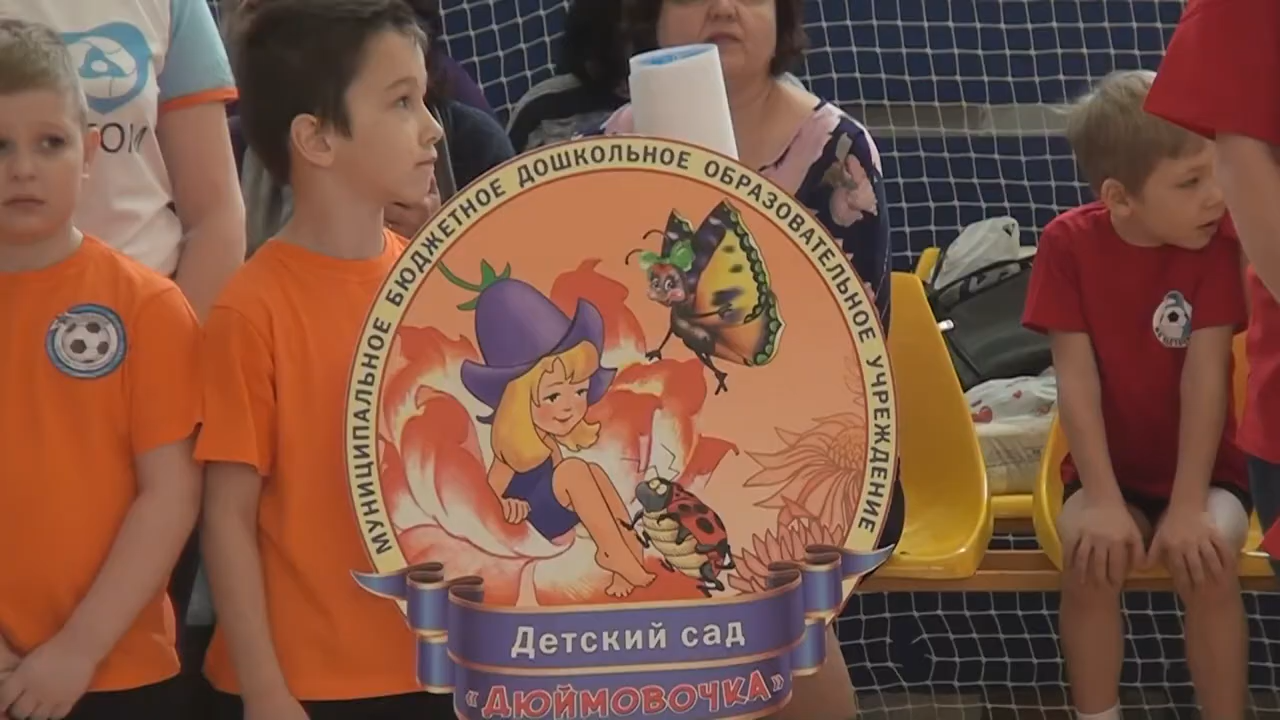 МУНИЦИПАЛЬНОЕ БЮДЖЕТНОЕ ДОШКОЛЬНОЕ ОБРАЗОВАТЕЛЬНОЕ УЧРЕЖДЕНИЕ
Детский сад
«ДЮЙМОВОЧКА»